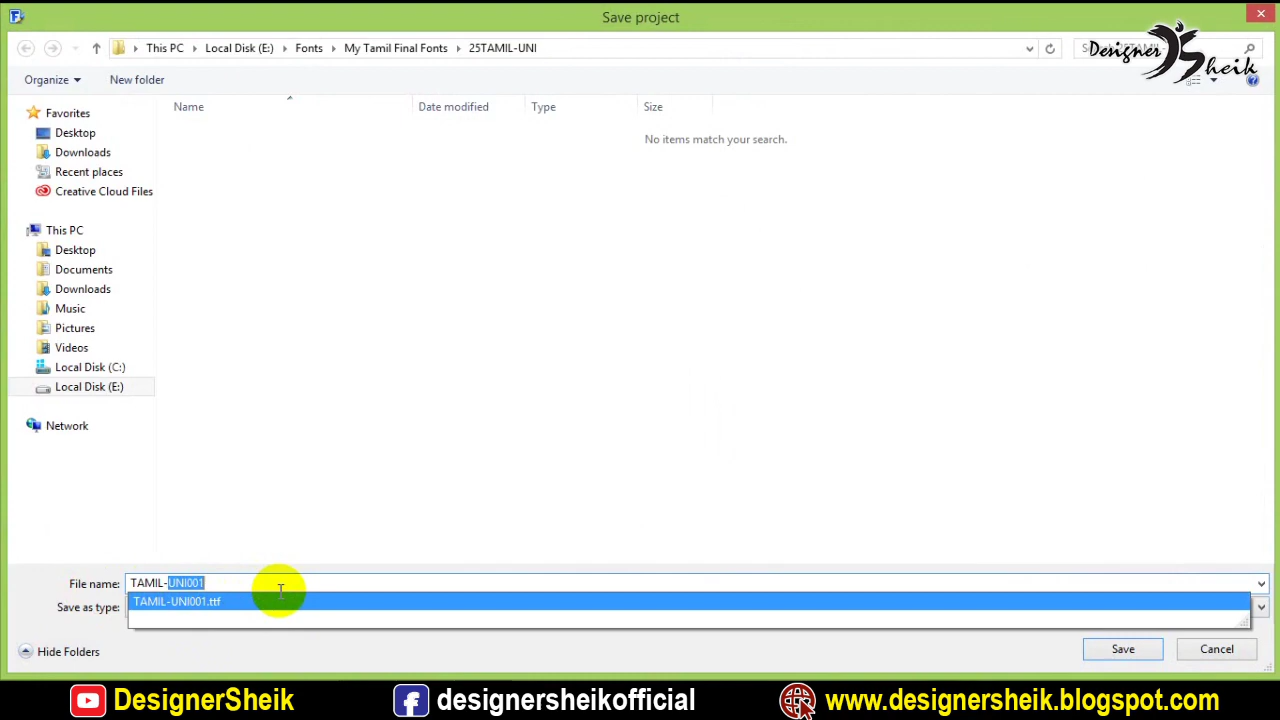 Save project
This PC
Local Disk (E:)
Fonts
My Tamil Final Fonts
25TAMIL-UNI
Designer Sheik
Organize
New folder
Name
Date modified
Type
Size
No items match your search.
Favorites
Desktop
Downloads
Recent places
Creative Cloud Files
This PC
Desktop
Documents
Downloads
Music
Pictures
Videos
Local Disk (C:)
Local Disk (E:)
Network
File name: TAMIL-UNI001
TAMIL-UNI001.ttf
Save as type:
Hide Folders
Save
Cancel
DesignerSheik
designersheikofficial
www.designersheik.blogspot.com